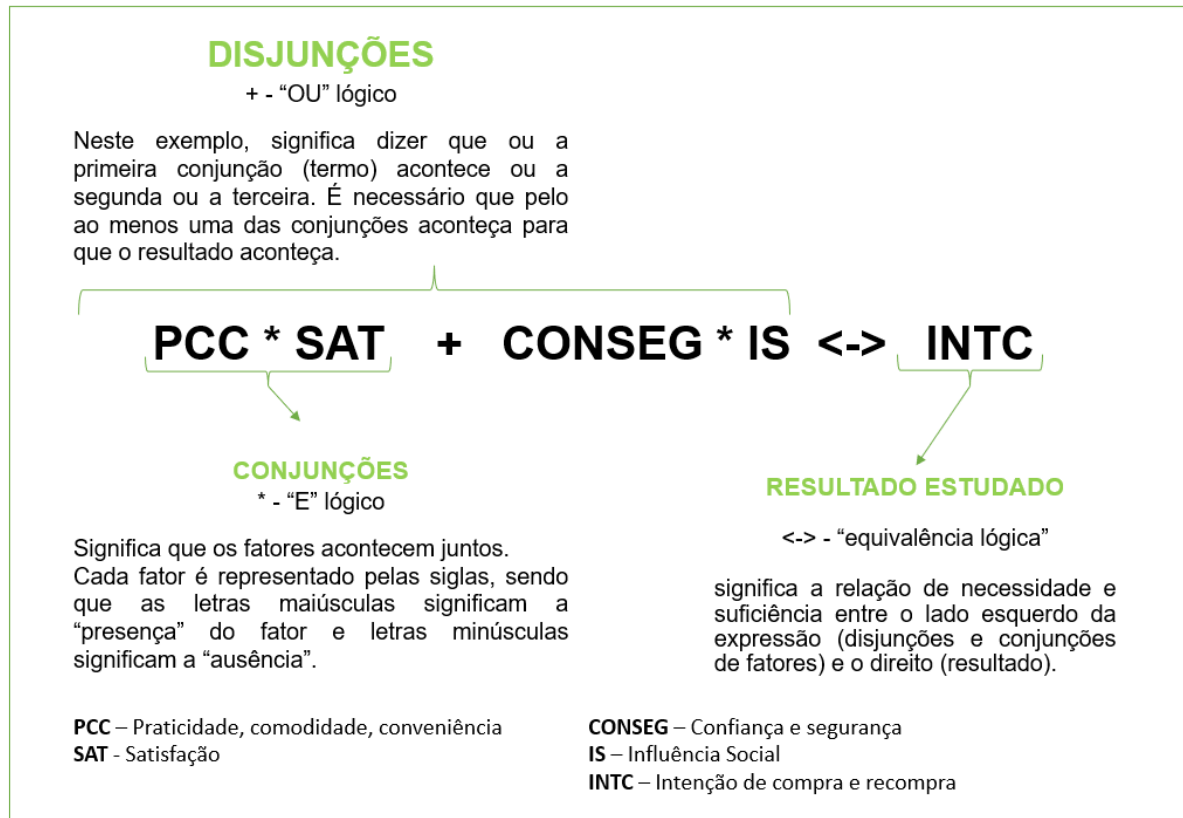 DISJUNÇÕES
+ - “OU” lógico
Neste exemplo, significa dizer que ou a
primeira conjunção (termo) acontece ou a
segunda ou a terceira. É necessário que pelo
ao menos uma das conjunções aconteça para
que o resultado aconteça.
PCC * SAT + CONSEG * IS <-> INTC
CONJUNÇÕES
* - “E” lógico
Significa que os fatores acontecem juntos.
Cada fator é representado pelas siglas, sendo
que as letras maiúsculas significam a
“presença” do fator e letras minúsculas
significam a “ausência”.
RESULTADO ESTUDADO
<-> - “equivalência lógica”
significa a relação de necessidade e
suficiência entre o lado esquerdo da
expressão (disjunções e conjunções
de fatores) e o direito (resultado).
PCC – Praticidade, comodidade, conveniência
SAT - Satisfação
CONSEG – Confiança e segurança
IS – Influência Social
INTC – Intenção de compra e recompra